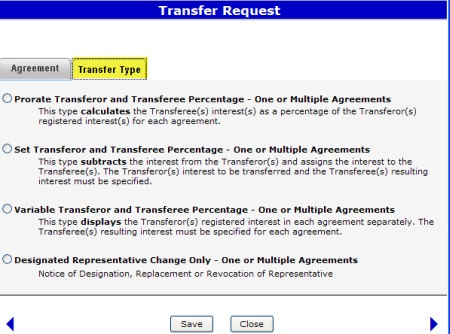 Transfer Request
Agreement
Transfer Type
Prorate Transferor and Transferee Percentage - One or Multiple Agreements
This type calculates the Transferee(s) interest(s) as a percentage of the Transferor(s)
registered interest(s) for each agreement.
Set Transferor and Transferee Percentage - One or Multiple Agreements
This type subtracts the interest from the Transferor(s) and assigns the interest to the
Transferee(s). The Transferor(s) interest to be transferred and the Transferee(s) resulting
interest must be specified.
Variable Transferor and Transferee Percentage - One or Multiple Agreements
This type displays the Transferor(s) registered interest in each agreement separately. The
Transferee(s) resulting interest must be specified for each agreement.
Designated Representative Change Only - One or Multiple Agreements
Notice of Designation, Replacement or Revocation of Representative
Save
Close